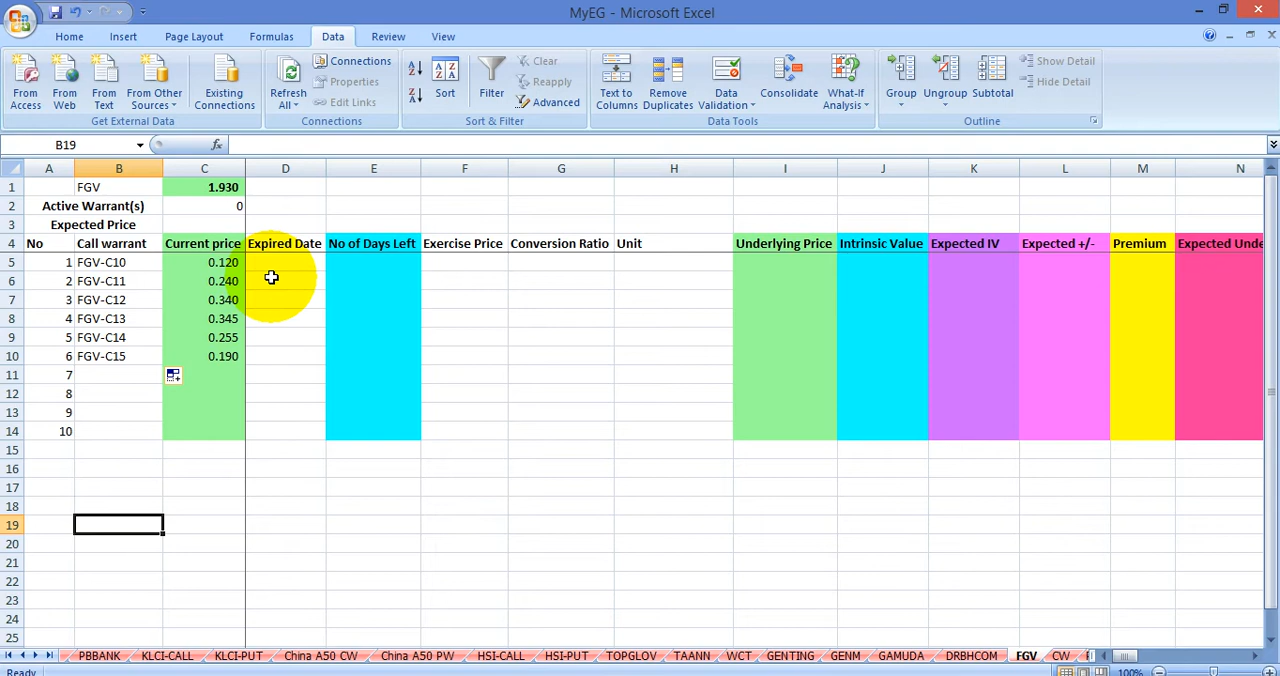 MyEG - Microsoft Excel
Home Insert Page Layout Formulas Data Review View
From Access
From Web
From Text
From Other Sources
Existing Connections
Get External Data
Refresh All
Connections
Properties
Edit Links
Connections
Sort
Filter
Clear
Reapply
Advanced
Sort & Filter
Text to Columns
Remove Duplicates
Data Validation
Consolidate
What-If Analysis
Data Tools
Group
Ungroup
Subtotal
Show Detail
Hide Detail
Outline
B19 fx
A B C D E F G H I J K L M N
1 FGV 1.930
2 Active Warrant(s) 0
3 Expected Price
4 No Call warrant Current price Expired Date No of Days Left Exercise Price Conversion Ratio Unit Underlying Price Intrinsic Value Expected IV Expected +/- Premium Expected Unde
5 1 FGV-C10 0.120
6 2 FGV-C11 0.240
7 3 FGV-C12 0.340
8 4 FGV-C13 0.345
9 5 FGV-C14 0.255
10 6 FGV-C15 0.190
11 7
12 8
13 9
14 10
15
16
17
18
19
20
21
22
23
24
25
PBBANK KLCI-CALL KLCI-PUT China A50 CW China A50 PW HSI-CALL HSI-PUT TOPGLOV TAANN WCT GENTING GENM GAMUDA DRBHCOM FGV CW
Ready 100%